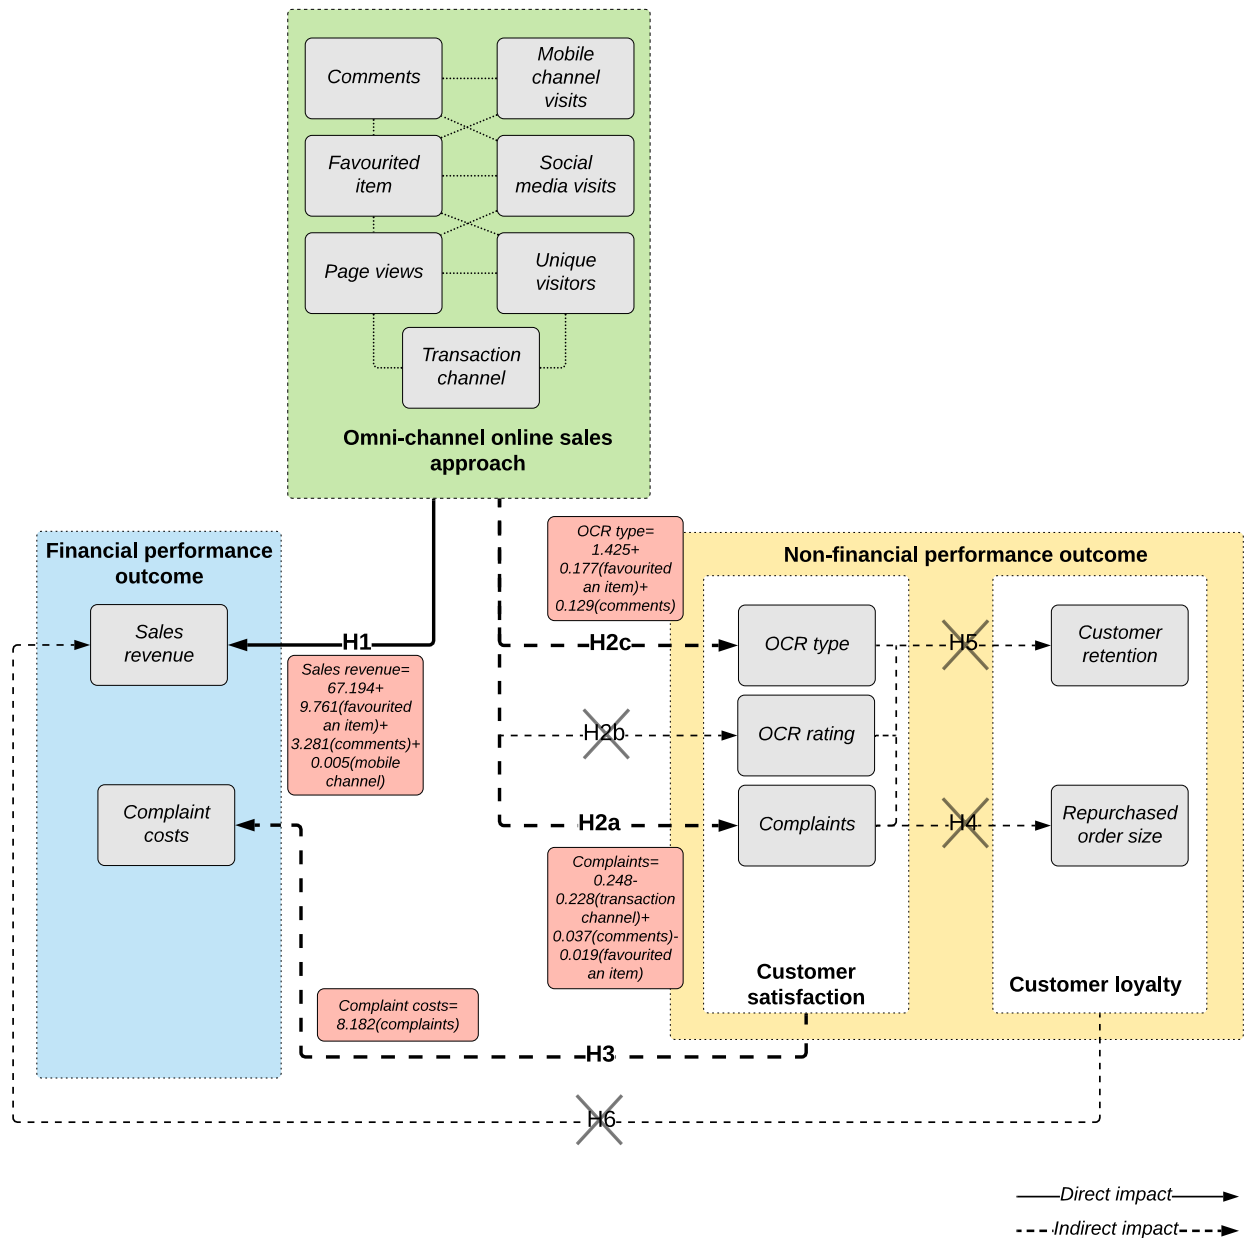 Comments
Mobile
channel
visits
Favourited
item
Social
media visits
Page views
Unique
visitors
Transaction
channel
Omni-channel online sales
approach
Financial performance
outcome
Sales
revenue
Complaint
costs
H1
Sales revenue=
67.194+
9.761(favourited
an item)+
3.281(comments)+
0.005(mobile
channel)
OCR type=
1.425+
0.177(favourited
an item)+
0.129(comments)
H2c
H2b
H2a
Complaints=
0.248-
0.228(transaction
channel)+
0.037(comments)-
0.019(favourited
an item)
Non-financial performance outcome
OCR type
OCR rating
Complaints
Customer
satisfaction
H5
H4
Customer
retention
Repurchased
order size
Customer loyalty
Complaint costs=
8.182(complaints)
H3
H6
Direct impact
Indirect impact